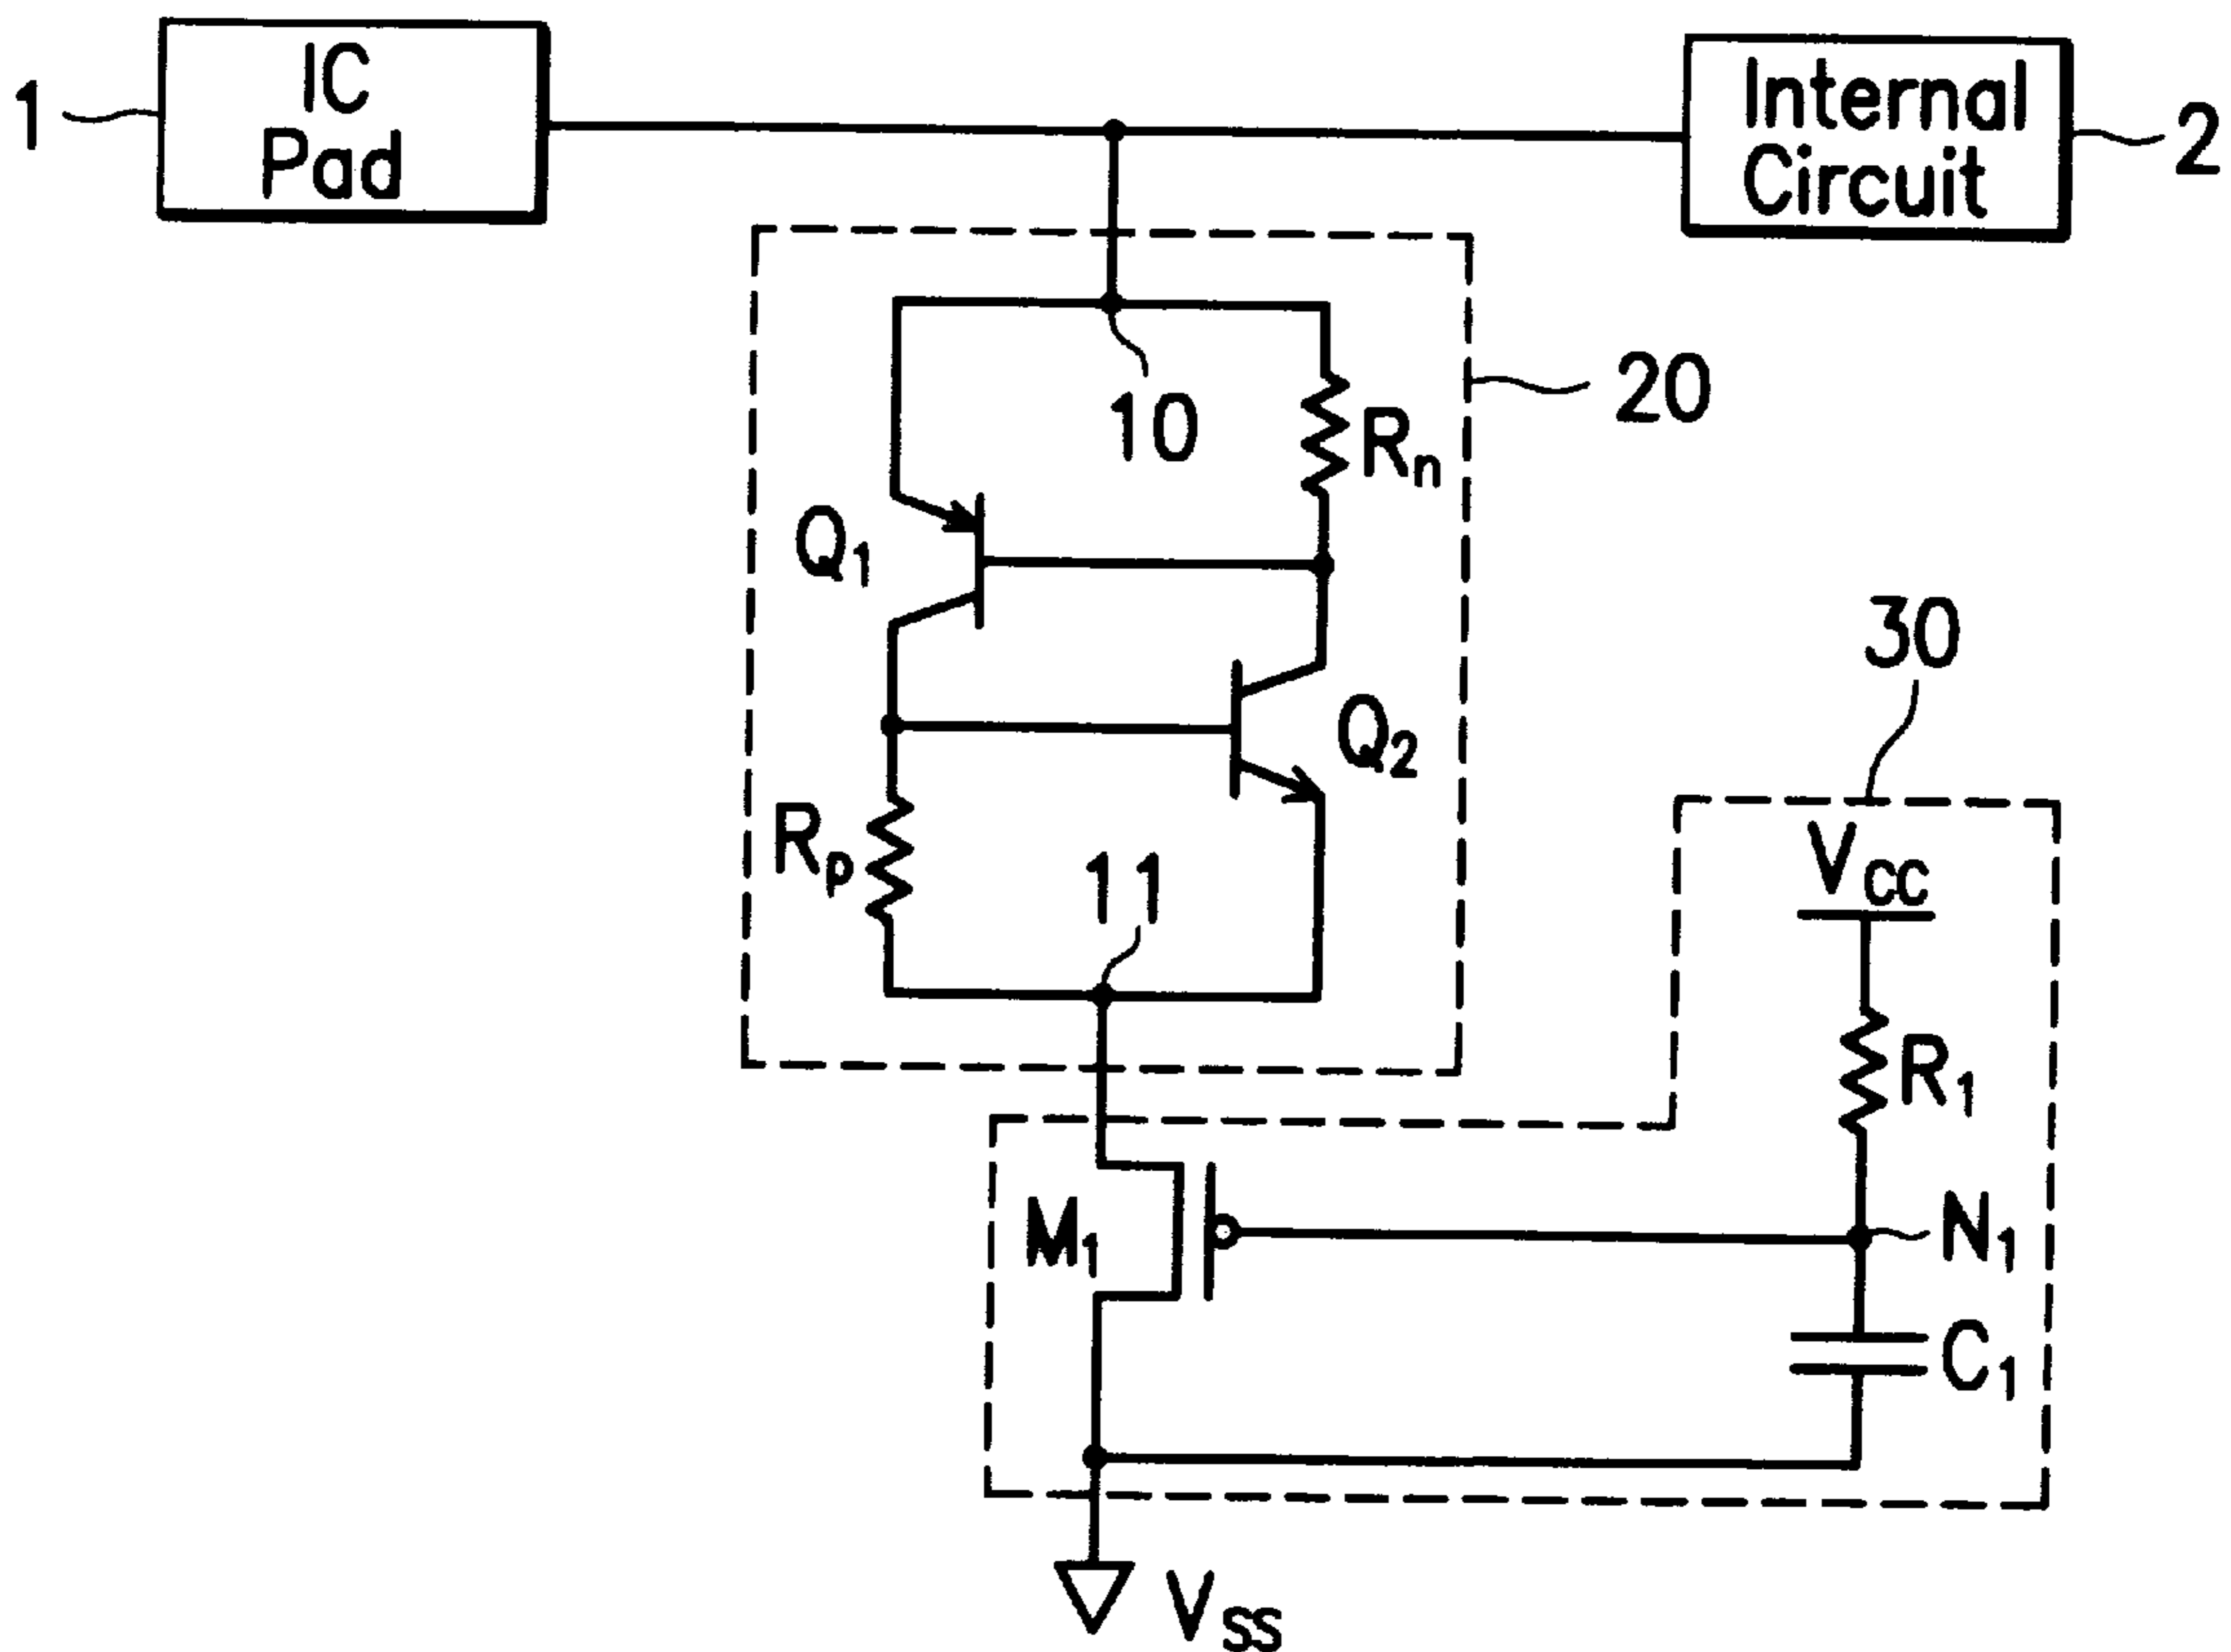 1
IC
Pad
Internal
Circuit
2
10
Rn
20
Q1
30
Q2
Rp
11
VCC
R1
M1
N1
C1
VSS